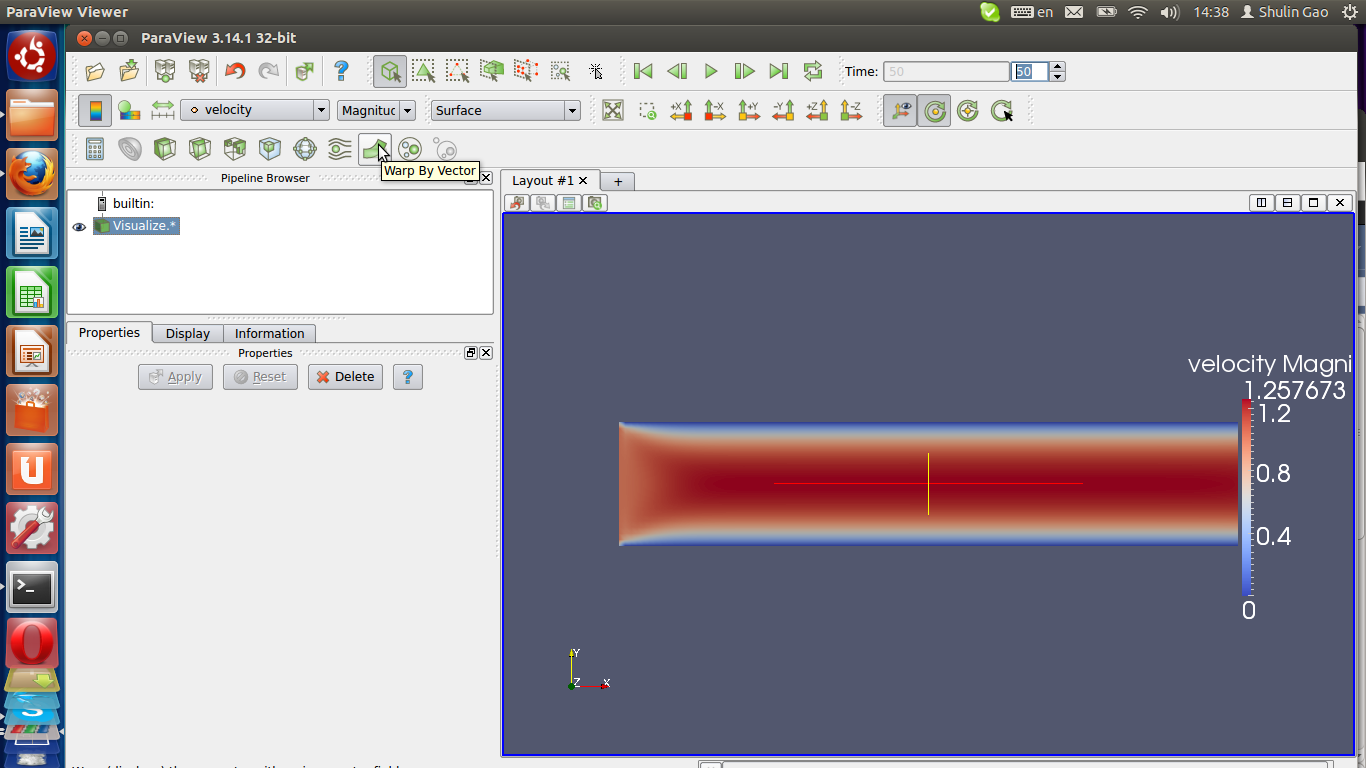 ParaView Viewer
en
14:38
Shulin Gao
ParaView 3.14.1 32-bit
Time:
50
50
velocity
Magnituc
Surface
+X
-X
+Y
-Y
+Z
-Z
Warp By Vector
Pipeline Browser
Layout #1
+
builtin:
Visualize.*
Properties
Display
Information
Properties
Apply
Reset
Delete
?
velocity Magni
1.257673
1.2
0.8
0.4
0
Y
Z
X